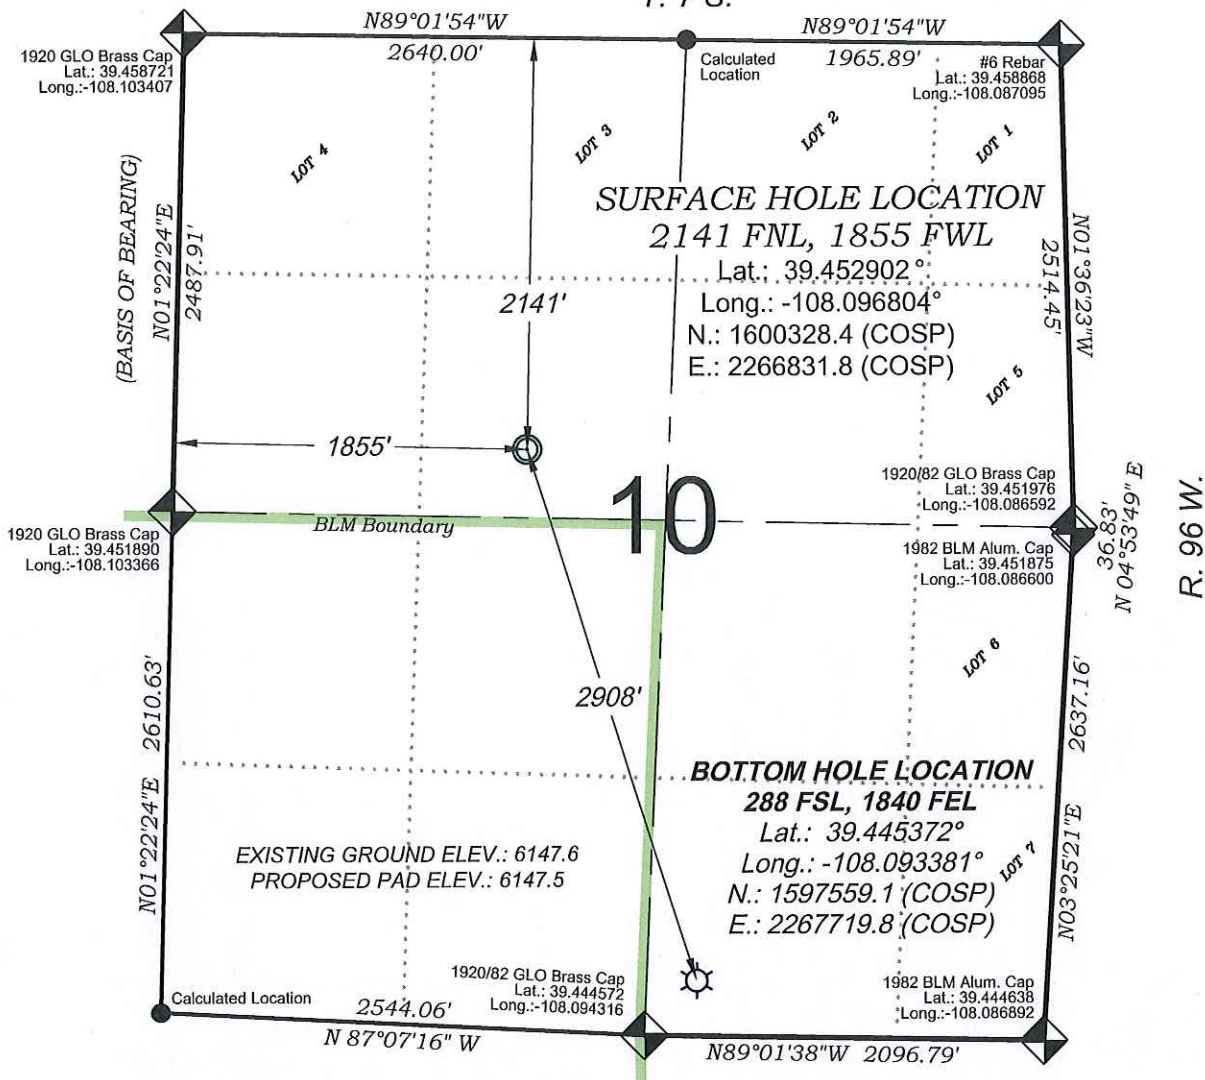 N89°01'54"W
2640.00'
N89°01'54"W
1965.89'
1920 GLO Brass Cap
Lat.: 39.458721
Long.:-108.103407
Calculated
Location
#6 Rebar
Lat.: 39.458868
Long.:-108.087095
LOT 4
LOT 3
LOT 2
LOT 1
(BASIS OF BEARING)
N01°22'24"E
2487.91'
SURFACE HOLE LOCATION
2141 FNL, 1855 FWL
Lat.: 39.452902°
Long.: -108.096804°
N.: 1600328.4 (COSP)
E.: 2266831.8 (COSP)
N01°36'23"W
2514.45'
2141'
LOT 5
1855'
10
1920/82 GLO Brass Cap
Lat.: 39.451976
Long.:-108.086592
BLM Boundary
1920 GLO Brass Cap
Lat.: 39.451890
Long.:-108.103366
1982 BLM Alum. Cap
Lat.: 39.451875
Long.:-108.086600
36.83'
N 04°53'49" E
R. 96 W.
LOT 6
2908'
N01°22'24"E 2610.63'
2637.16'
N03°25'21"E
BOTTOM HOLE LOCATION
288 FSL, 1840 FEL
Lat.: 39.445372°
Long.: -108.093381°
N.: 1597559.1 (COSP)
E.: 2267719.8 (COSP)
LOT 7
EXISTING GROUND ELEV.: 6147.6
PROPOSED PAD ELEV.: 6147.5
Calculated Location
1920/82 GLO Brass Cap
Lat.: 39.444572
Long.:-108.094316
1982 BLM Alum. Cap
Lat.: 39.444638
Long.:-108.086892
2544.06'
N 87°07'16" W
N89°01'38"W 2096.79'